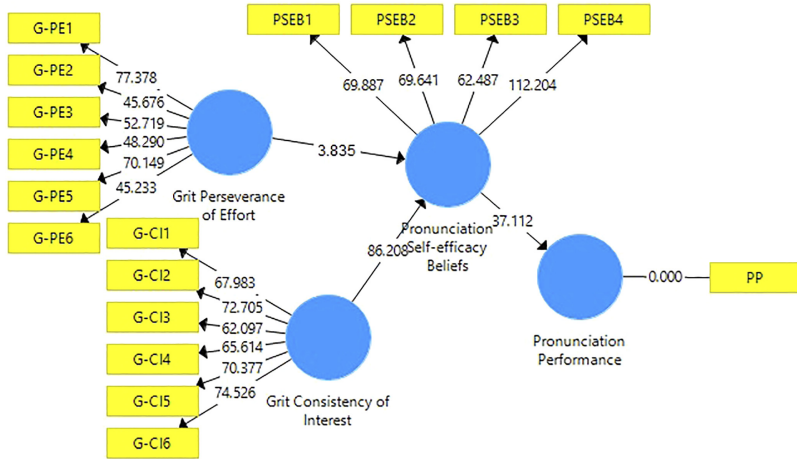 G-PE1
G-PE2
G-PE3
G-PE4
G-PE5
G-PE6
77.378
45.676
52.719
48.290
70.149
45.233
Grit Perseverance
of Effort
3.835
PSEB1
PSEB2
PSEB3
PSEB4
69.887
69.641
62.487
112.204
Pronunciation
Self-efficacy
Beliefs
G-CI1
G-CI2
G-CI3
G-CI4
G-CI5
G-CI6
67.983
72.705
62.097
65.614
70.377
74.526
Grit Consistency of
Interest
86.208
37.112
Pronunciation
Performance
0.000
PP